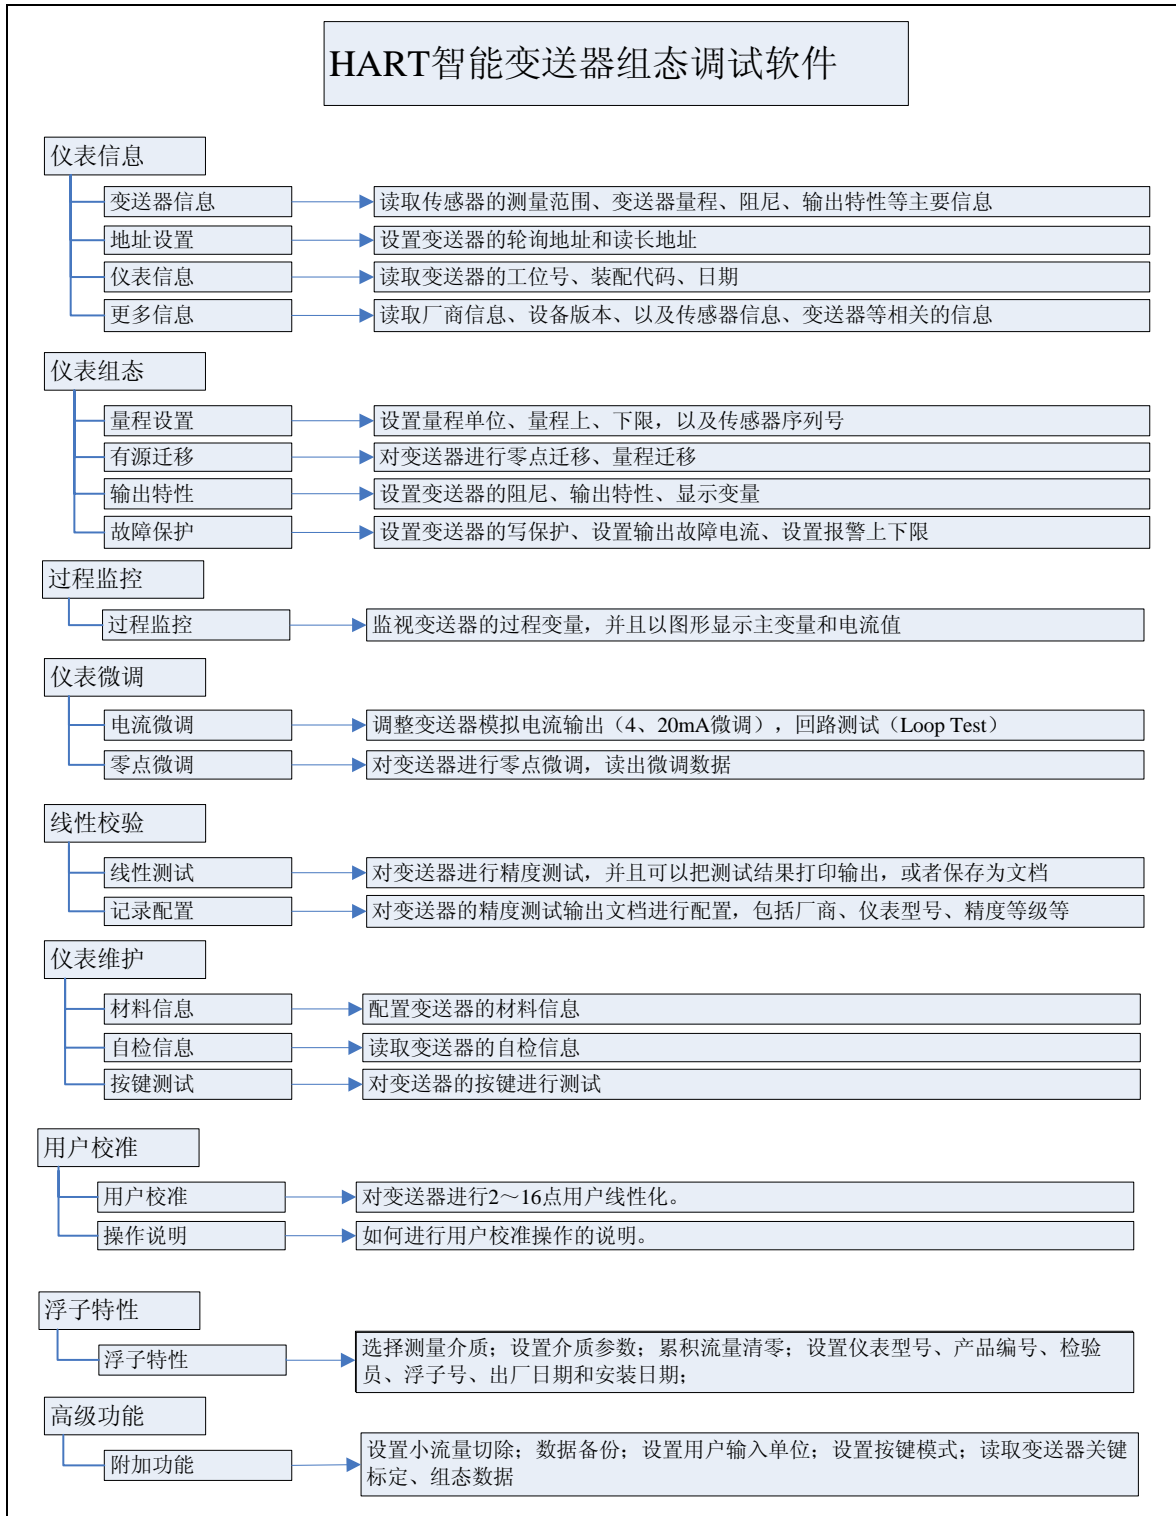 HART智能变送器组态调试软件
仪表信息
变送器信息
读取传感器的测量范围、变送器量程、阻尼、输出特性等主要信息
地址设置
设置变送器的轮询地址和读长地址
仪表信息
读取变送器的工位号、装配代码、日期
更多信息
读取厂商信息、设备版本、以及传感器信息、变送器等相关的信息
仪表组态
量程设置
设置量程单位、量程上、下限，以及传感器序列号
有源迁移
对变送器进行零点迁移、量程迁移
输出特性
设置变送器的阻尼、输出特性、显示变量
故障保护
设置变送器的写保护、设置输出故障电流、设置报警上下限
过程监控
过程监控
监视变送器的过程变量，并且以图形显示主变量和电流值
仪表微调
电流微调
调整变送器模拟电流输出（4、20mA微调），回路测试（Loop Test）
零点微调
对变送器进行零点微调，读出微调数据
线性校验
线性测试
对变送器进行精度测试，并且可以把测试结果打印输出，或者保存为文档
记录配置
对变送器的精度测试输出文档进行配置，包括厂商、仪表型号、精度等级等
仪表维护
材料信息
配置变送器的材料信息
自检信息
读取变送器的自检信息
按键测试
对变送器的按键进行测试
用户校准
用户校准
对变送器进行2～16点用户线性化。
操作说明
如何进行用户校准操作的说明。
浮子特性
浮子特性
选择测量介质；设置介质参数；累积流量清零；设置仪表型号、产品编号、检验
员、浮子号、出厂日期和安装日期；
高级功能
附加功能
设置小流量切除；数据备份；设置用户输入单位；设置按键模式；读取变送器关键
标定、组态数据